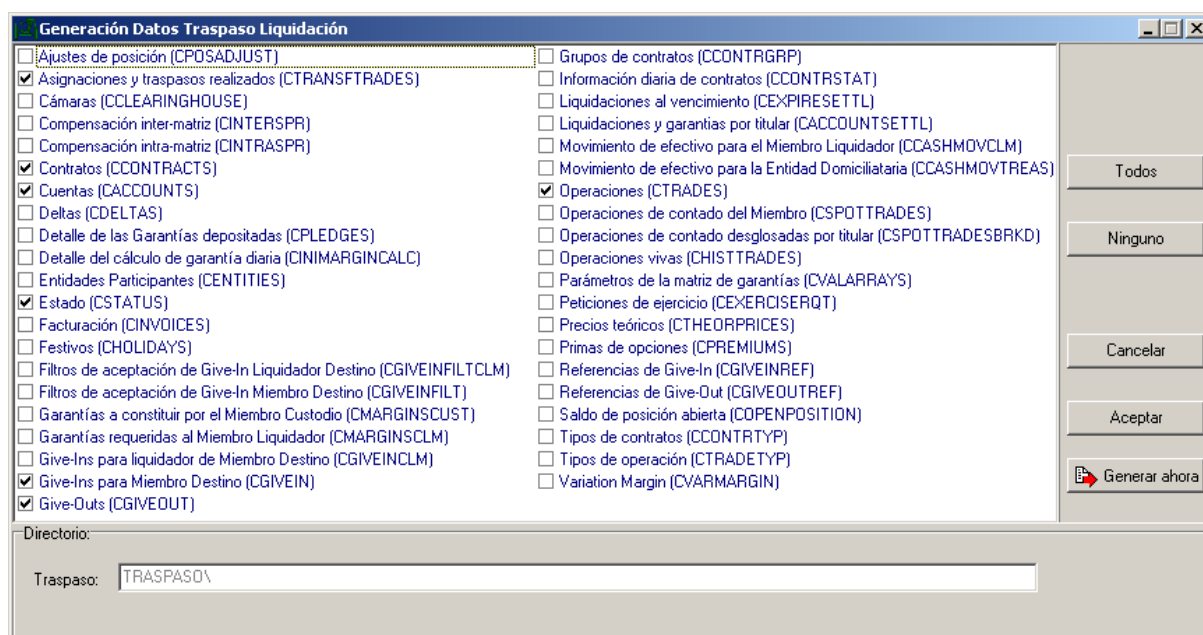 Generación Datos Traspaso Liquidación
Ajustes de posición (CPOSADJUST)
Asignaciones y traspasos realizados (CTRANSFTRADES)
Cámaras (CCLEARINGHOUSE)
Compensación inter-matriz (CINTERSPR)
Compensación intra-matriz (CINTRASPR)
Contratos (CCONTRACTS)
Cuentas (CACCOUNTS)
Deltas (CDELTAS)
Detalle de las Garantías depositadas (CPLEDGES)
Detalle del cálculo de garantía diaria (CINIMARGINCALC)
Entidades Participantes (CENTITIES)
Estado (CSTATUS)
Facturación (CINVOICES)
Festivos (CHOLIDAYS)
Filtros de aceptación de Give-In Liquidador Destino (CGIVEINFILTCLM)
Filtros de aceptación de Give-In Miembro Destino (CGIVEINFILT)
Garantías a constituir por el Miembro Custodio (CMARGINSCUST)
Garantías requeridas al Miembro Liquidador (CMARGINSCLM)
Give-Ins para liquidador de Miembro Destino (CGIVEINCLM)
Give-Ins para Miembro Destino (CGIVEIN)
Give-Outs (CGIVEOUT)
Grupos de contratos (CCONTRGRP)
Información diaria de contratos (CCONTRSTAT)
Liquidaciones al vencimiento (CEXPIRESETTL)
Liquidaciones y garantias por titular (CACCOUNTSETTL)
Movimiento de efectivo para el Miembro Liquidador (CCASHMOVCLM)
Movimiento de efectivo para la Entidad Domiciliataria (CCASHMOVTREAS)
Operaciones (CTRADES)
Operaciones de contado del Miembro (CSPOTTRADES)
Operaciones de contado desglosadas por titular (CSPOTTRADESBRKD)
Operaciones vivas (CHISTTRADES)
Parámetros de la matriz de garantías (CVALARRAYS)
Peticiones de ejercicio (CEXERCISERQT)
Precios teóricos (CTHEORPRICES)
Primas de opciones (CPREMIUMS)
Referencias de Give-In (CGIVEINREF)
Referencias de Give-Out (CGIVEOUTREF)
Saldo de posición abierta (COPENPOSITION)
Tipos de contratos (CCONTRTYP)
Tipos de operación (CTRADETYP)
Variation Margin (CVARMARGIN)
Todos
Ninguno
Cancelar
Aceptar
Generar ahora
Directorio:
Traspaso: TRASPASO\